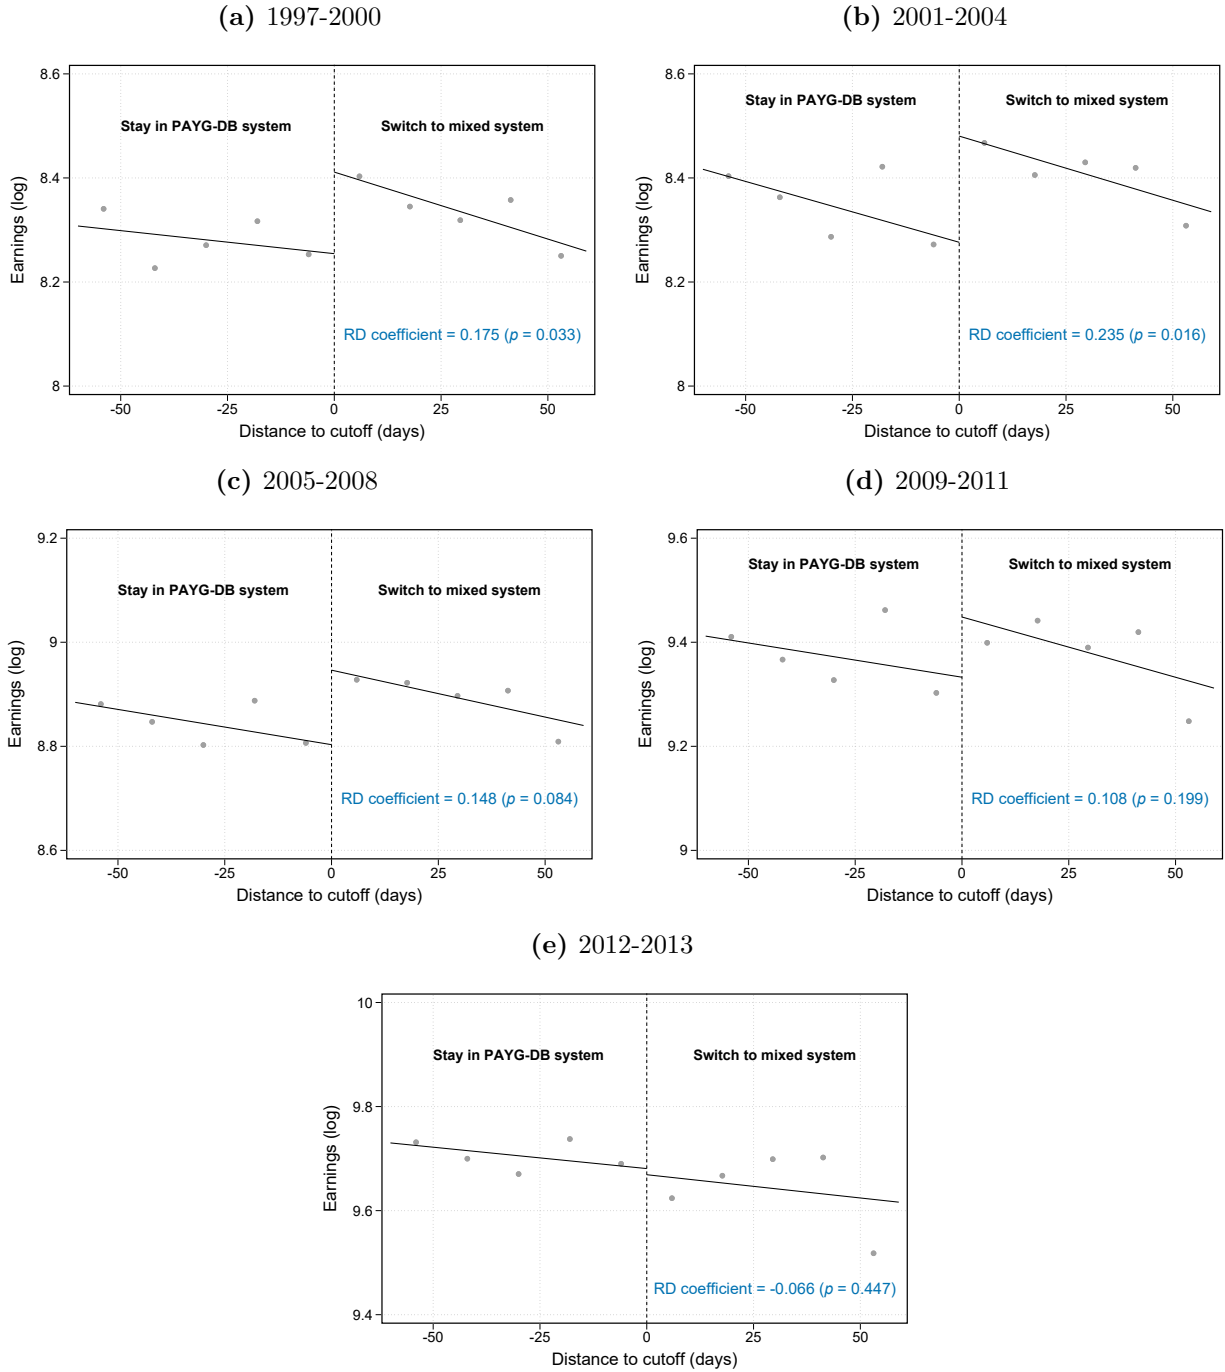 (a) 1997-2000
8.6
8.4
8.2
8
Earnings (log)
Stay in PAYG-DB system
Switch to mixed system
RD coefficient = 0.175 (p = 0.033)
-50
-25
0
25
50
Distance to cutoff (days)
(b) 2001-2004
8.6
8.4
8.2
8
Earnings (log)
Stay in PAYG-DB system
Switch to mixed system
RD coefficient = 0.235 (p = 0.016)
-50
-25
0
25
50
Distance to cutoff (days)
(c) 2005-2008
9.2
9
8.8
8.6
Earnings (log)
Stay in PAYG-DB system
Switch to mixed system
RD coefficient = 0.148 (p = 0.084)
-50
-25
0
25
50
Distance to cutoff (days)
(d) 2009-2011
9.6
9.4
9.2
9
Earnings (log)
Stay in PAYG-DB system
Switch to mixed system
RD coefficient = 0.108 (p = 0.199)
-50
-25
0
25
50
Distance to cutoff (days)
(e) 2012-2013
10
9.8
9.6
9.4
Earnings (log)
Stay in PAYG-DB system
Switch to mixed system
RD coefficient = -0.066 (p = 0.447)
-50
-25
0
25
50
Distance to cutoff (days)